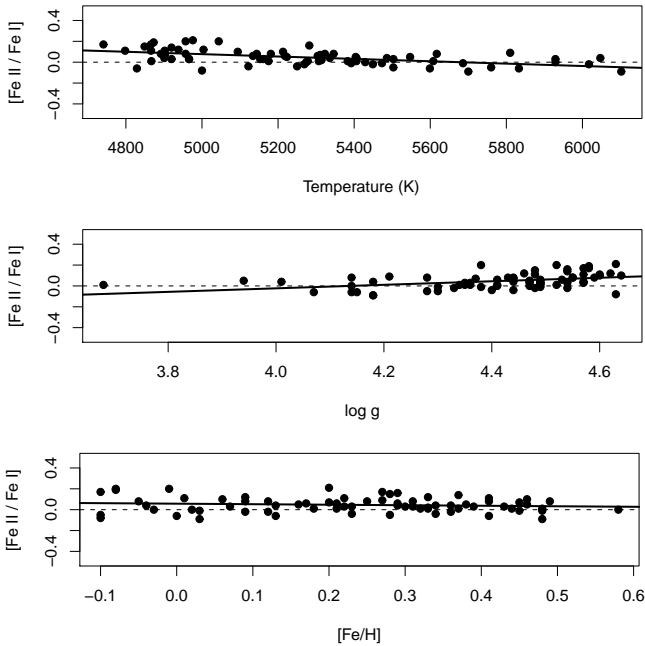 [Fe II / Fe I]
0.4
0.0
−0.4
4800 5000 5200 5400 5600 5800 6000
Temperature (K)
[Fe II / Fe I]
0.4
0.0
−0.4
3.8 4.0 4.2 4.4 4.6
log g
[Fe II / Fe I]
0.4
0.0
−0.4
−0.1 0.0 0.1 0.2 0.3 0.4 0.5 0.6
[Fe/H]